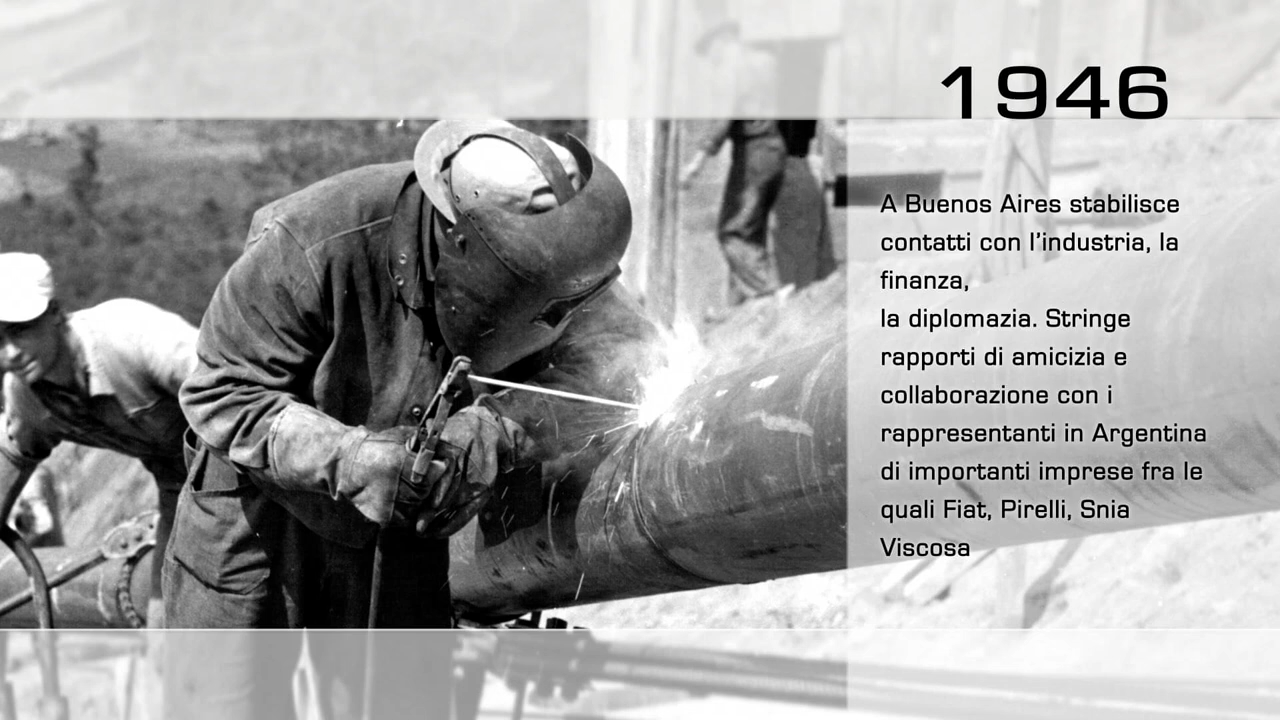 1946
A Buenos Aires stabilisce
contatti con l’industria, la
finanza,
la diplomazia. Stringe
rapporti di amicizia e
collaborazione con i
rappresentanti in Argentina
di importanti imprese fra le
quali Fiat, Pirelli, Snia
Viscosa